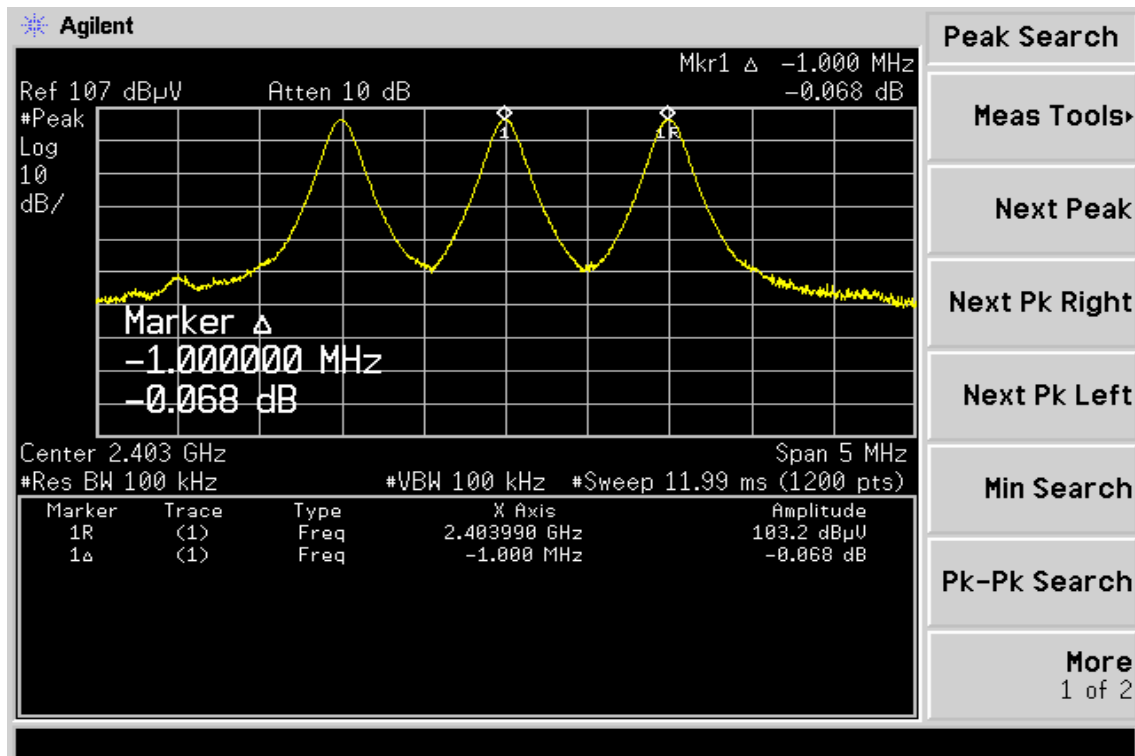 Agilent
Peak Search
Mkr1 Δ −1.000 MHz
Ref 107 dBµV Atten 10 dB −0.068 dB
#Peak
Log
10
dB/
1
1R
Marker Δ
−1.000000 MHz
−0.068 dB
Center 2.403 GHz Span 5 MHz
#Res BW 100 kHz #VBW 100 kHz #Sweep 11.99 ms (1200 pts)
Marker Trace Type X Axis Amplitude
1R (1) Freq 2.403990 GHz 103.2 dBµV
1Δ (1) Freq −1.000 MHz −0.068 dB
Meas Tools▸
Next Peak
Next Pk Right
Next Pk Left
Min Search
Pk−Pk Search
More
1 of 2